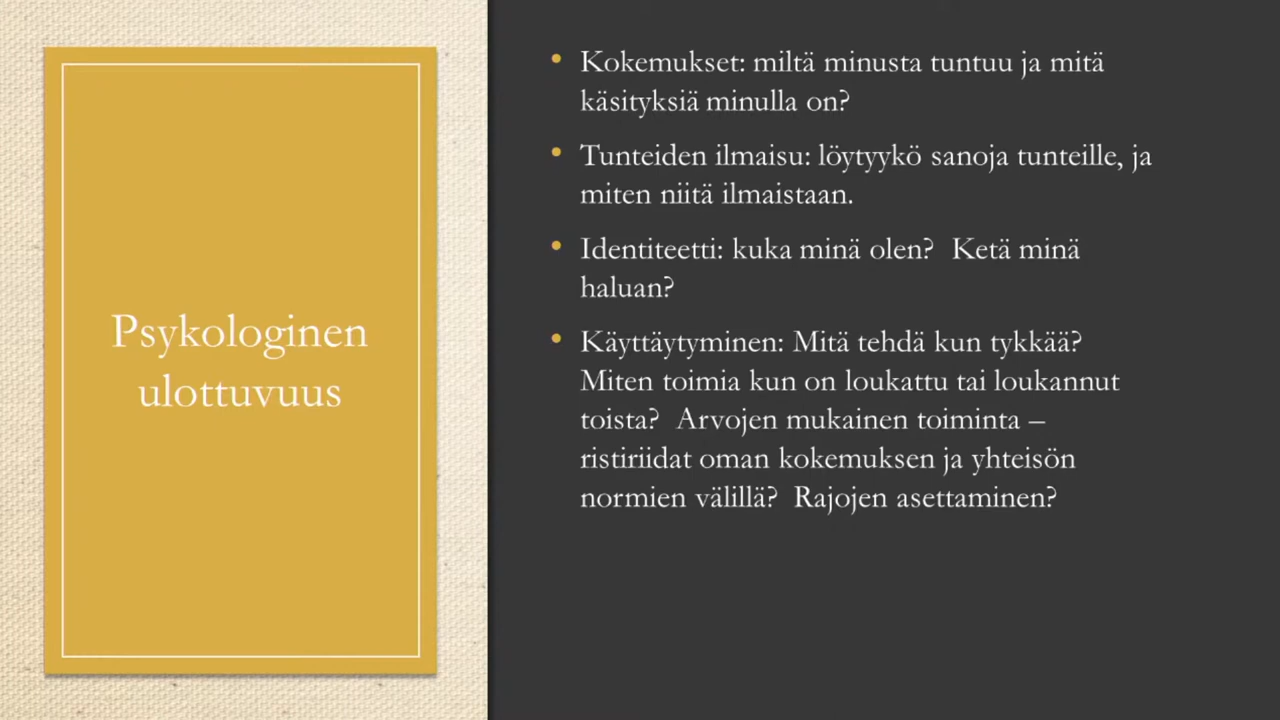 Psykologinen
ulottuvuus
• Kokemukset: miltä minusta tuntuu ja mitä
käsityksiä minulla on?
• Tunteiden ilmaisu: löytyykö sanoja tunteille, ja
miten niitä ilmaistaan.
• Identiteetti: kuka minä olen?  Ketä minä
haluan?
• Käyttäytyminen: Mitä tehdä kun tykkää?
Miten toimia kun on loukattu tai loukannut
toista?  Arvojen mukainen toiminta –
ristiriidat oman kokemuksen ja yhteisön
normien välillä?  Rajojen asettaminen?